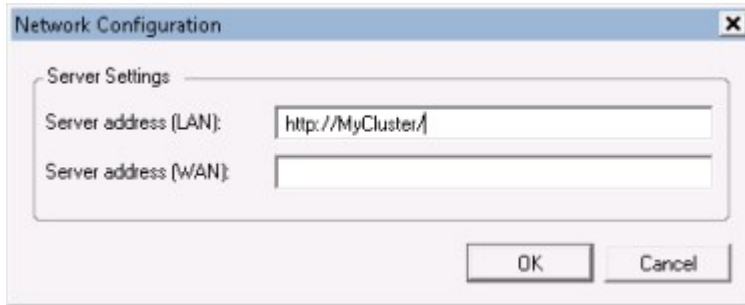 Network Configuration
Server Settings
Server address (LAN): http://MyCluster/
Server address (WAN):
OK Cancel